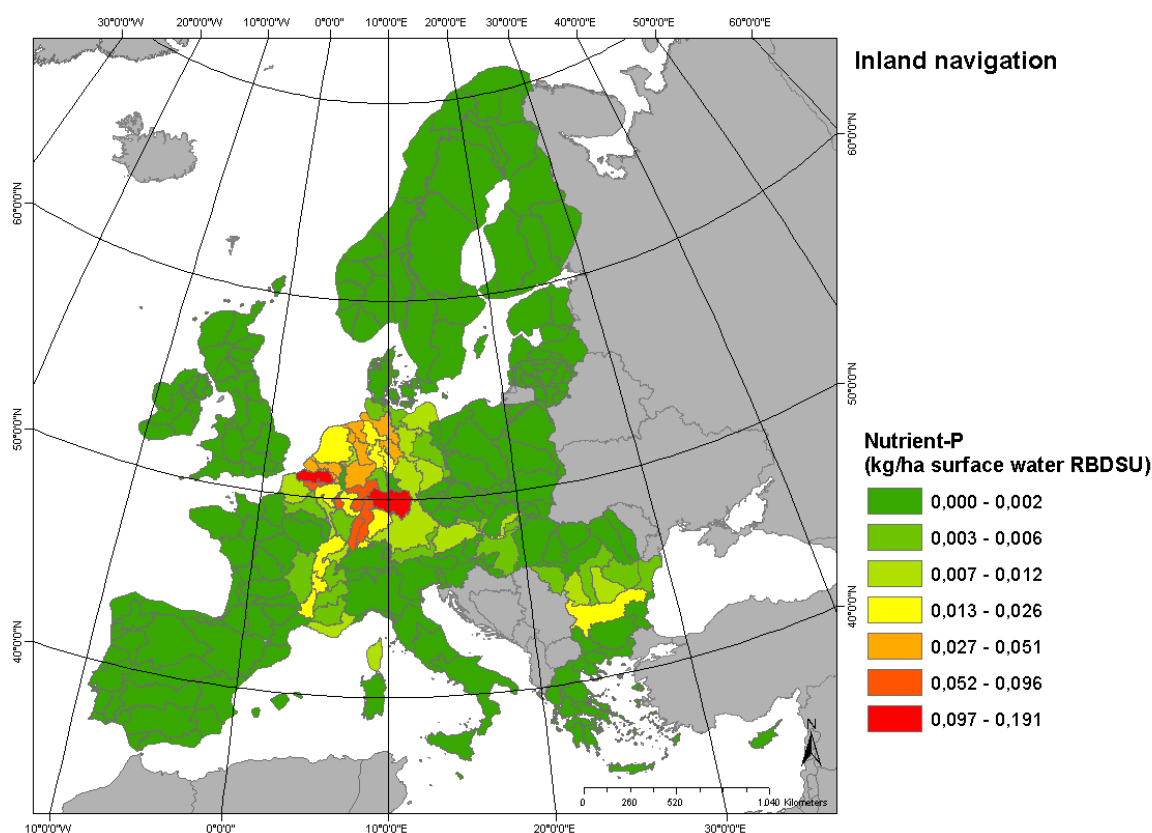 30°0'0"W 20°0'0"W 10°0'0"W 0°0'0" 10°0'0"E 20°0'0"E 30°0'0"E 40°0'0"E 50°0'0"E 60°0'0"E
Inland navigation
60°0'0"N
60°0'0"N
50°0'0"N
50°0'0"N
40°0'0"N
40°0'0"N
Nutrient-P
(kg/ha surface water RBDSU)
0,000 - 0,002
0,003 - 0,006
0,007 - 0,012
0,013 - 0,026
0,027 - 0,051
0,052 - 0,096
0,097 - 0,191
N
0 260 520 1.040 Kilometers
10°0'0"W 0°0'0" 10°0'0"E 20°0'0"E 30°0'0"E